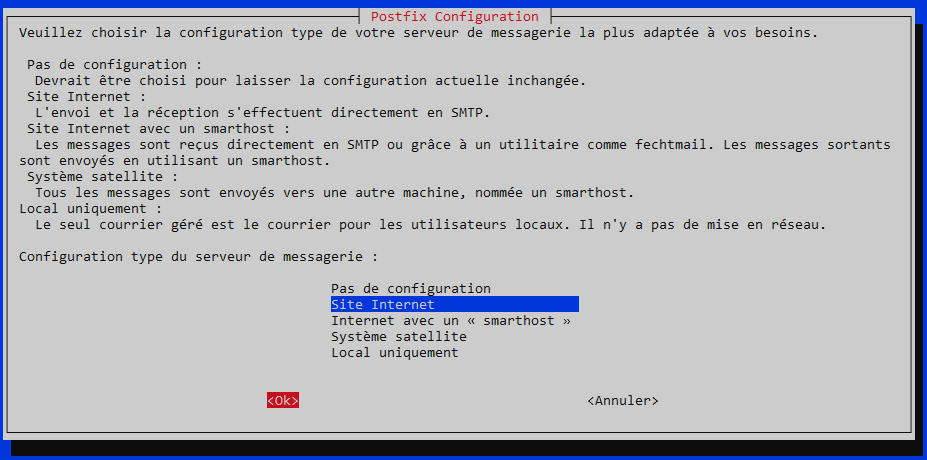 Postfix Configuration
Veuillez choisir la configuration type de votre serveur de messagerie la plus adaptée à vos besoins.
Pas de configuration :
Devrait être choisi pour laisser la configuration actuelle inchangée.
Site Internet :
L'envoi et la réception s'effectuent directement en SMTP.
Site Internet avec un smarthost :
Les messages sont reçus directement en SMTP ou grâce à un utilitaire comme fechtmail. Les messages sortants
sont envoyés en utilisant un smarthost.
Système satellite :
Tous les messages sont envoyés vers une autre machine, nommée un smarthost.
Local uniquement :
Le seul courrier géré est le courrier pour les utilisateurs locaux. Il n'y a pas de mise en réseau.
Configuration type du serveur de messagerie :
Pas de configuration
Site Internet
Internet avec un « smarthost »
Système satellite
Local uniquement
<Ok> <Annuler>